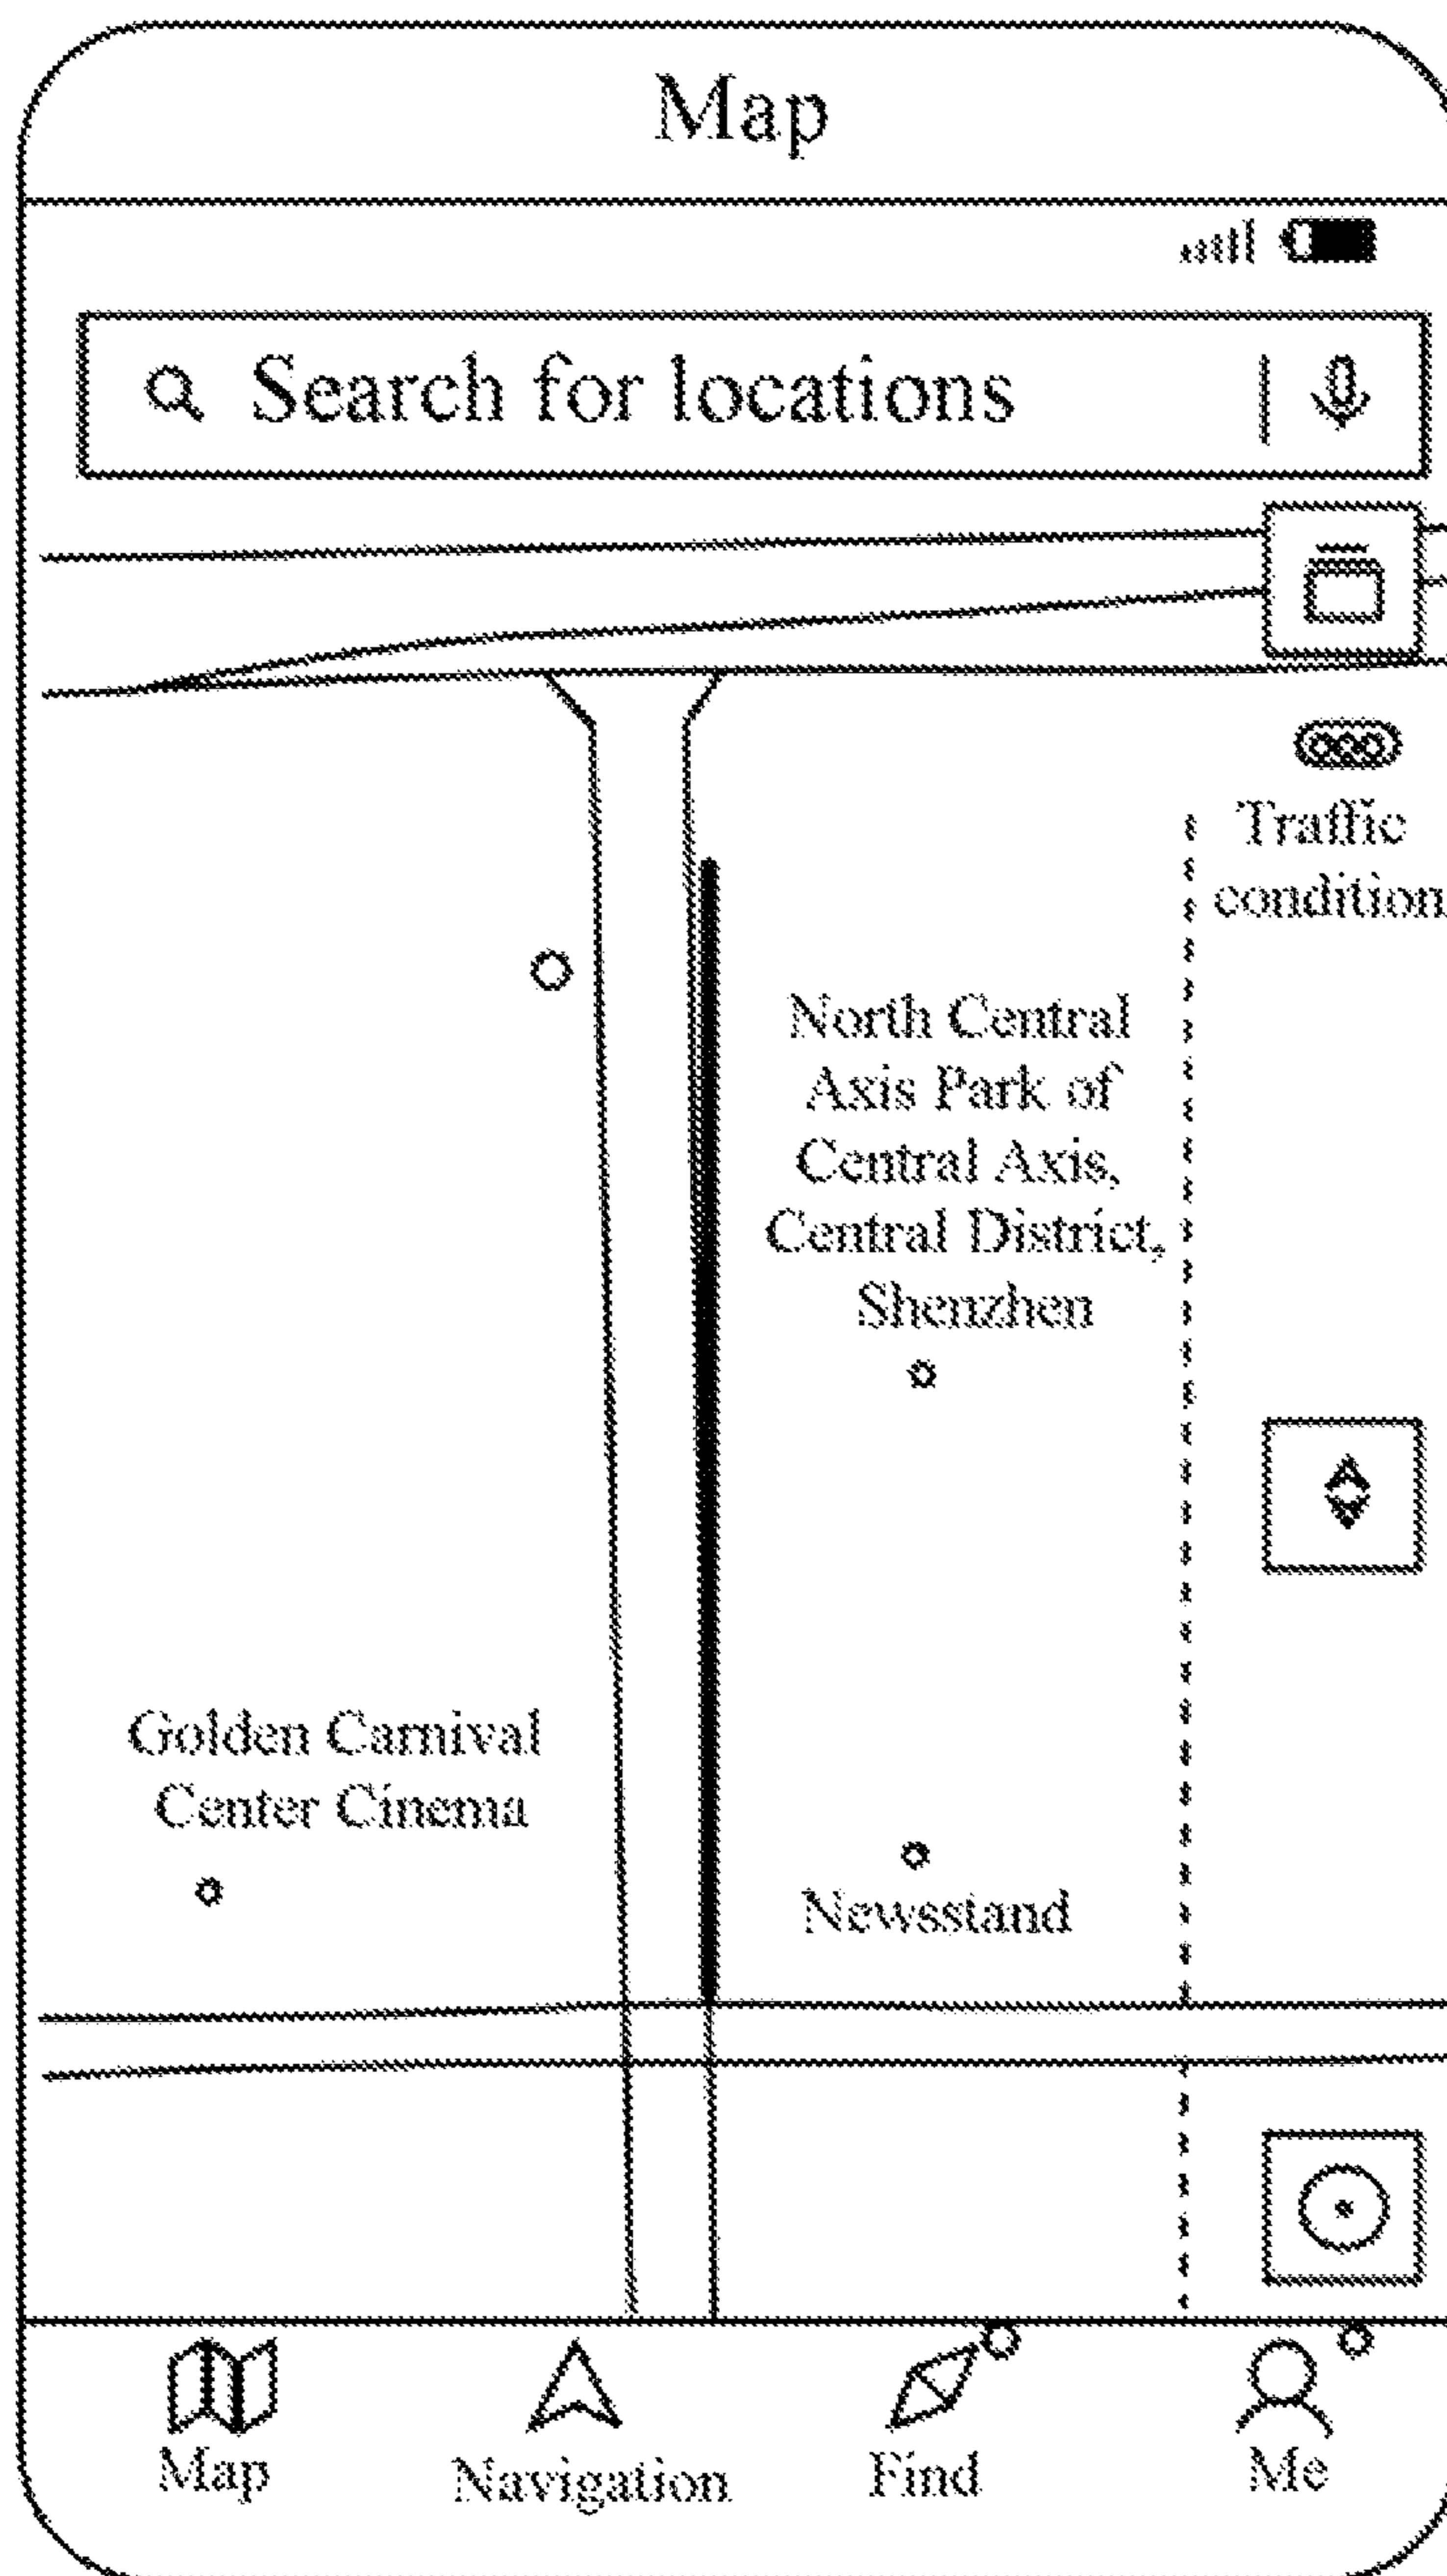 Map
Search for locations
Traffic
condition
North Central
Axis Park of
Central Axis,
Central District,
Shenzhen
Golden Carnival
Center Cinema
Newsstand
Map
Navigation
Find
Me